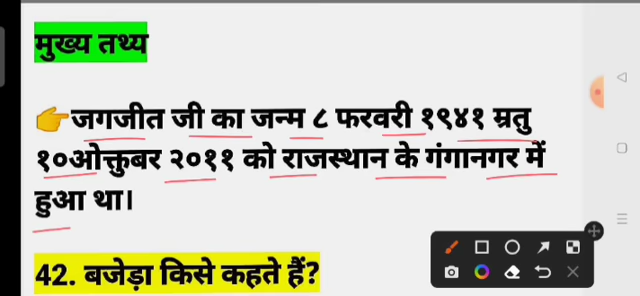 मुख्य तथ्य
👉जगजीत जी का जन्म ८ फरवरी १९४१ म्रतु
१०ओक्तुबर २०११ को राजस्थान के गंगानगर में
हुआ था।
42. बजेड़ा किसे कहते हैं?